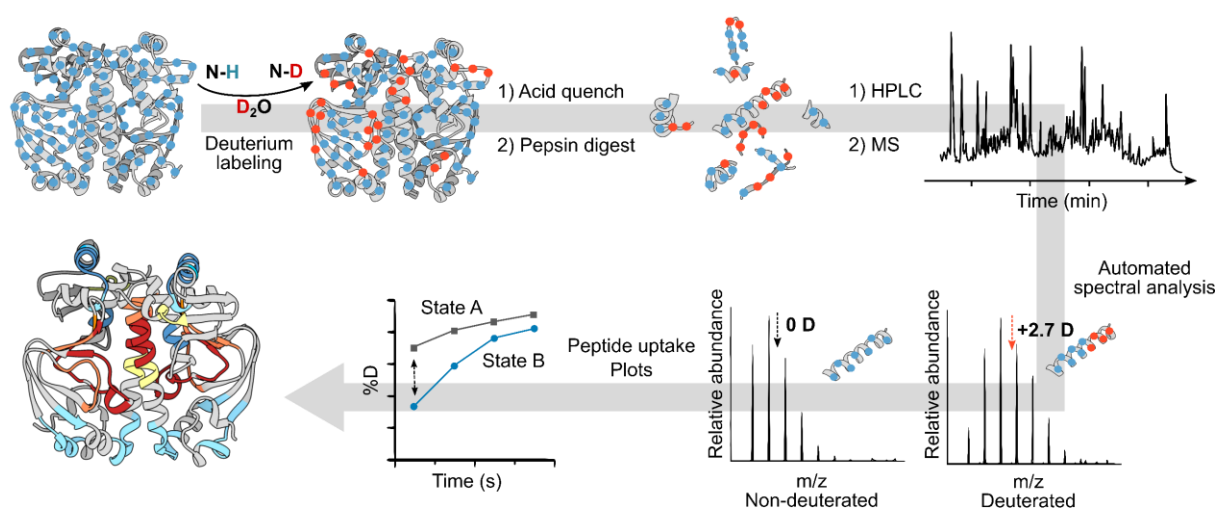 N-H
N-D
D₂O
Deuterium
labeling
1) Acid quench
2) Pepsin digest
1) HPLC
2) MS
Time (min)
Automated
spectral analysis
Relative abundance
+2.7 D
m/z
Deuterated
Relative abundance
0 D
m/z
Non-deuterated
Peptide uptake
Plots
%D
State A
State B
Time (s)